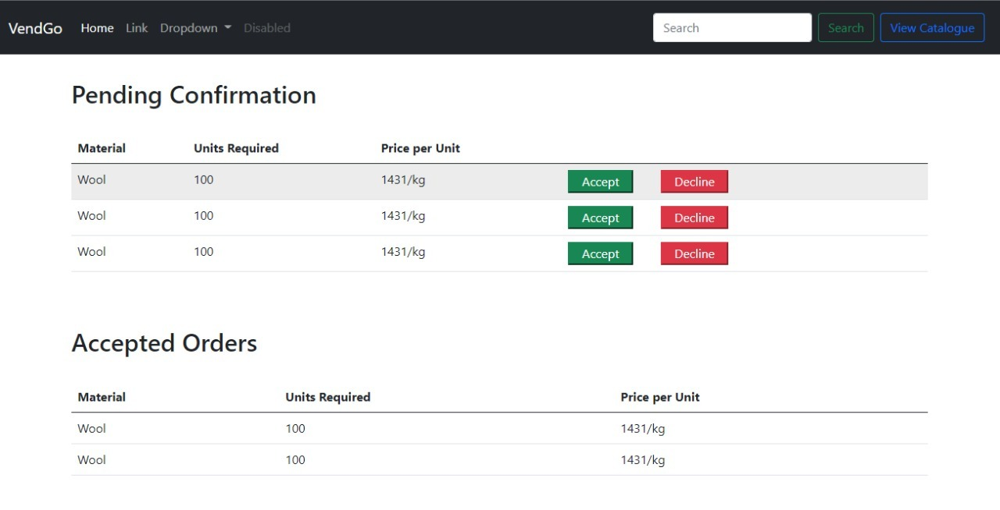 VendGo Home Link Dropdown Disabled Search Search View Catalogue
Pending Confirmation
Material Units Required Price per Unit
Wool 100 1431/kg Accept Decline
Wool 100 1431/kg Accept Decline
Wool 100 1431/kg Accept Decline
Accepted Orders
Material Units Required Price per Unit
Wool 100 1431/kg
Wool 100 1431/kg